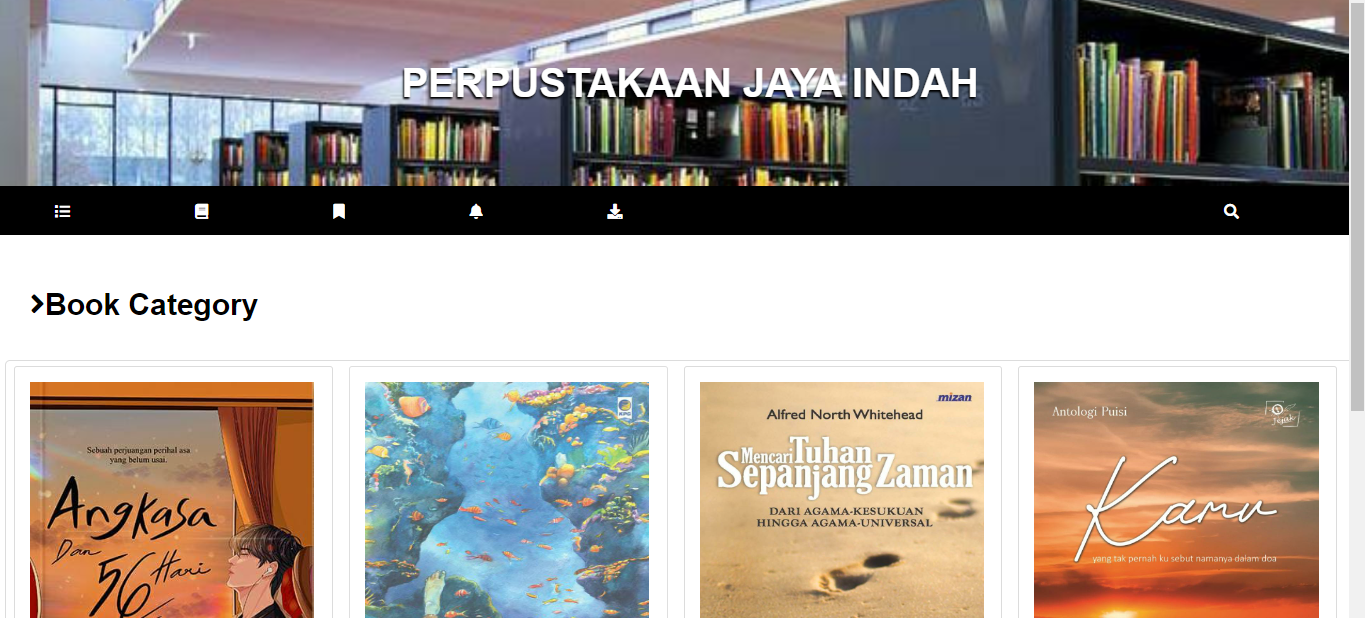 PERPUSTAKAAN JAYA INDAH
Book Category
Sebuah perjuangan perihal asa
yang belum usai.
Angkasa
Dan
56 Hari
KPG
mizan
Alfred North Whitehead
Mencari Tuhan
Sepanjang Zaman
DARI AGAMA-KESUKUAN
HINGGA AGAMA-UNIVERSAL
Antologi Puisi
Jejak
Kamu
yang tak pernah ku sebut namanya dalam doa